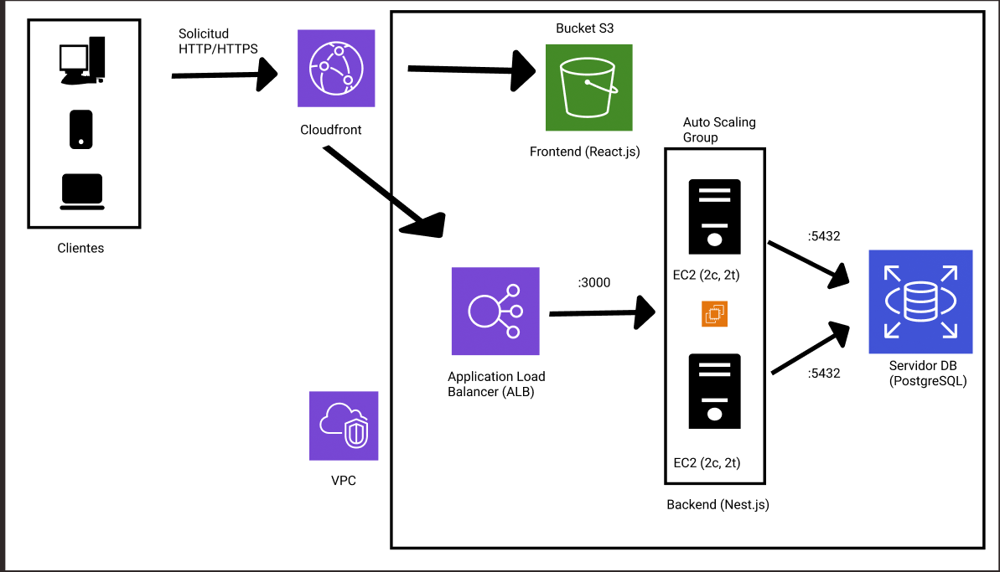 Solicitud
HTTP/HTTPS
Bucket S3
Cloudfront
Frontend (React.js)
Auto Scaling
Group
Clientes
:5432
EC2 (2c, 2t)
:3000
Application Load
Balancer (ALB)
Servidor DB
(PostgreSQL)
:5432
VPC
EC2 (2c, 2t)
Backend (Nest.js)